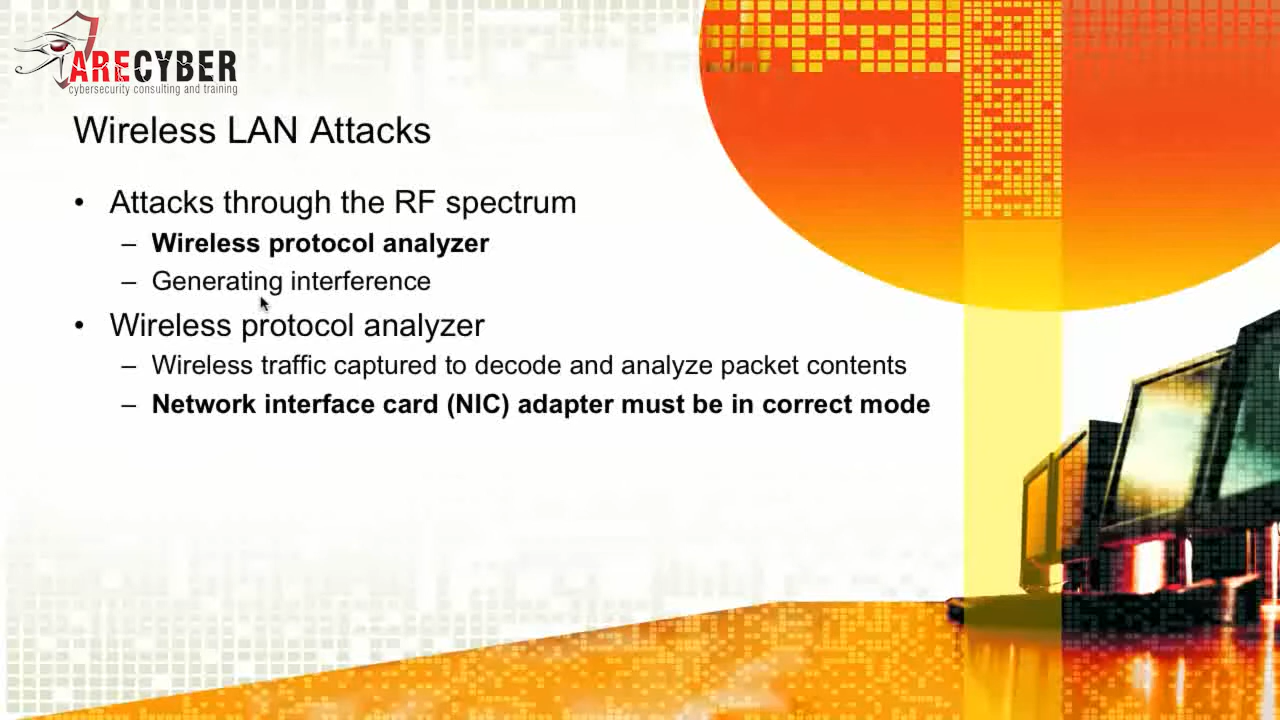 ARECYBER
cybersecurity consulting and training
Wireless LAN Attacks
• Attacks through the RF spectrum
– Wireless protocol analyzer
– Generating interference
• Wireless protocol analyzer
– Wireless traffic captured to decode and analyze packet contents
– Network interface card (NIC) adapter must be in correct mode